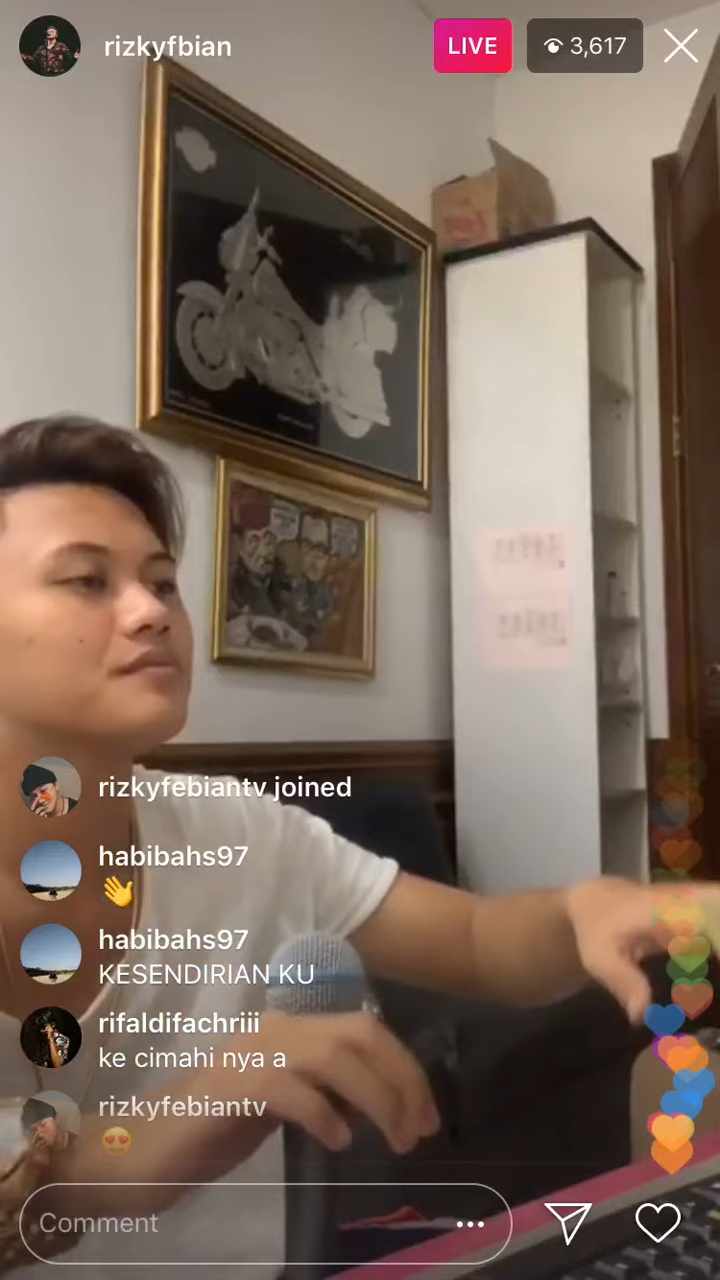 rizkyfbian
LIVE
3,617
rizkyfebiantv joined
habibahs97
👋
habibahs97
KESENDIRIAN KU
rifaldifachriii
ke cimahi nya a
rizkyfebiantv
😍
Comment